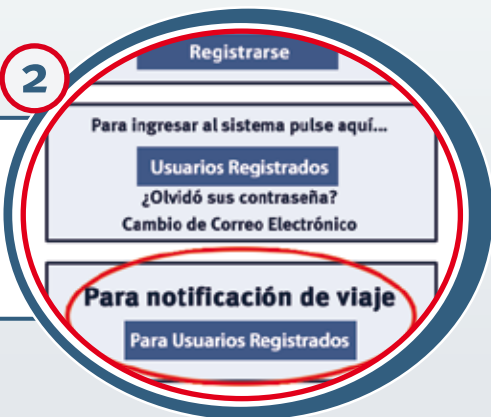 2
Registrarse
Para ingresar al sistema pulse aquí...
Usuarios Registrados
¿Olvidó sus contraseña?
Cambio de Correo Electrónico
Para notificación de viaje
Para Usuarios Registrados